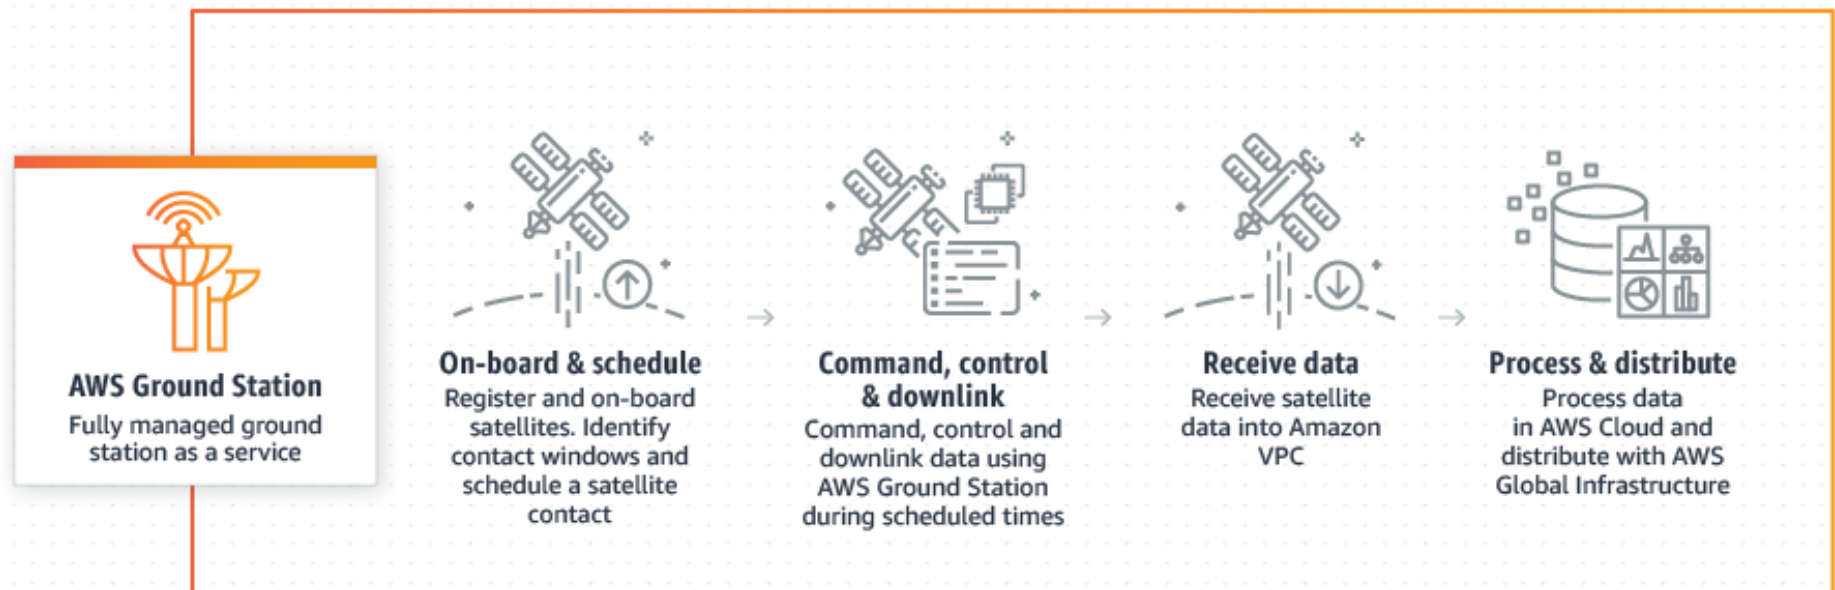 AWS Ground Station
Fully managed ground
station as a service
On-board & schedule
Register and on-board
satellites. Identify
contact windows and
schedule a satellite
contact
Command, control
& downlink
Command, control and
downlink data using
AWS Ground Station
during scheduled times
Receive data
Receive satellite
data into Amazon
VPC
Process & distribute
Process data
in AWS Cloud and
distribute with AWS
Global Infrastructure